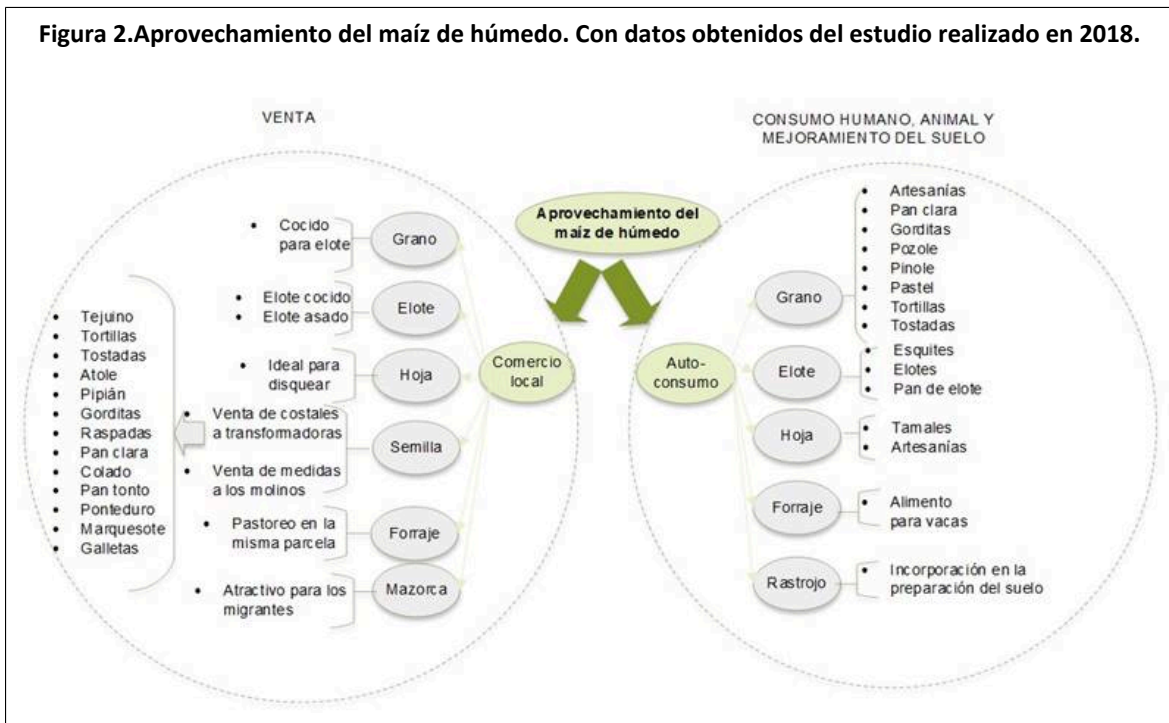 Figura 2.Aprovechamiento del maíz de húmedo. Con datos obtenidos del estudio realizado en 2018.
VENTA
CONSUMO HUMANO, ANIMAL Y
MEJORAMIENTO DEL SUELO
Aprovechamiento del
maíz de húmedo
Comercio
local
Grano
• Cocido
para elote
Elote
• Elote cocido
• Elote asado
Hoja
• Ideal para
disquear
Semilla
• Venta de costales
a transformadoras
• Venta de medidas
a los molinos
• Tejuino
• Tortillas
• Tostadas
• Atole
• Pipián
• Gorditas
• Raspadas
• Pan clara
• Colado
• Pan tonto
• Ponteduro
• Marquesote
• Galletas
Forraje
• Pastoreo en la
misma parcela
Mazorca
• Atractivo para los
migrantes
Auto-
consumo
Grano
• Artesanías
• Pan clara
• Gorditas
• Pozole
• Pinole
• Pastel
• Tortillas
• Tostadas
Elote
• Esquites
• Elotes
• Pan de elote
Hoja
• Tamales
• Artesanías
Forraje
• Alimento
para vacas
Rastrojo
• Incorporación en la
preparación del suelo